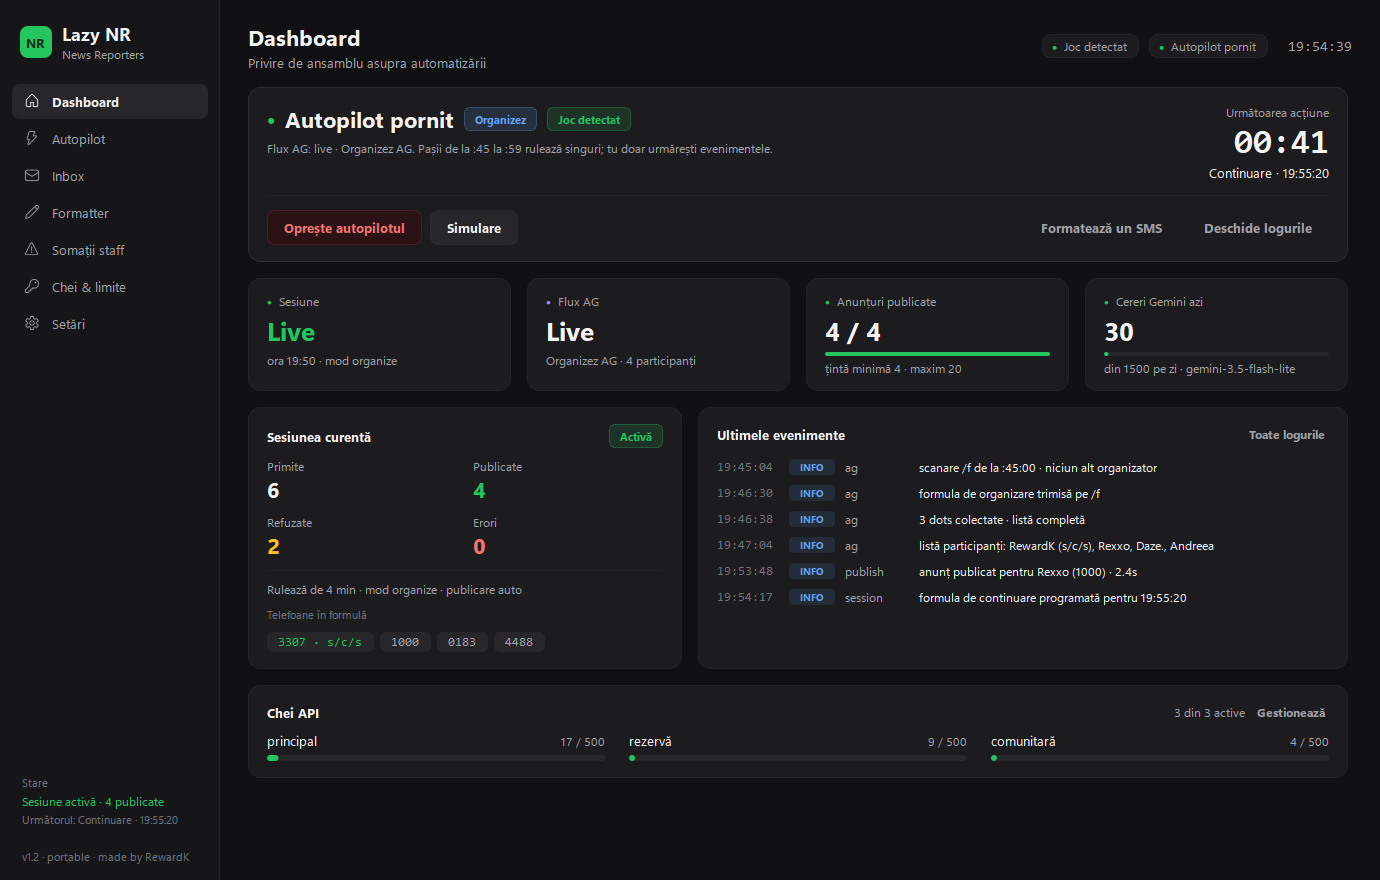 NR
Lazy NR
News Reporters
Dashboard
Autopilot
Inbox
Formatter
Somații staff
Chei & limite
Setări
Stare
Sesiune activă · 4 publicate
Următorul: Continuare · 19:55:20
v1.2 · portable · made by RewardK
Dashboard
Privire de ansamblu asupra automatizării
Joc detectat
Autopilot pornit
19:54:39
Autopilot pornit
Organizez
Joc detectat
Flux AG: live · Organizez AG. Pașii de la :45 la :59 rulează singuri; tu doar urmărești evenimentele.
Următoarea acțiune
00:41
Continuare · 19:55:20
Oprește autopilotul
Simulare
Formatează un SMS
Deschide logurile
Sesiune
Live
ora 19:50 · mod organize
Flux AG
Live
Organizez AG · 4 participanți
Anunțuri publicate
4 / 4
țintă minimă 4 · maxim 20
Cereri Gemini azi
30
din 1500 pe zi · gemini-3.5-flash-lite
Sesiunea curentă
Activă
Primite
6
Publicate
4
Refuzate
2
Erori
0
Rulează de 4 min · mod organize · publicare auto
Telefoane în formulă
3307 · s/c/s
1000
0183
4488
Ultimele evenimente
Toate logurile
19:45:04 INFO ag scanare /f de la :45:00 · niciun alt organizator
19:46:30 INFO ag formula de organizare trimisă pe /f
19:46:38 INFO ag 3 dots colectate · listă completă
19:47:04 INFO ag listă participanți: RewardK (s/c/s), Rexxo, Daze., Andreea
19:53:48 INFO publish anunț publicat pentru Rexxo (1000) · 2.4s
19:54:17 INFO session formula de continuare programată pentru 19:55:20
Chei API
3 din 3 active
Gestionează
principal 17 / 500
rezervă 9 / 500
comunitară 4 / 500